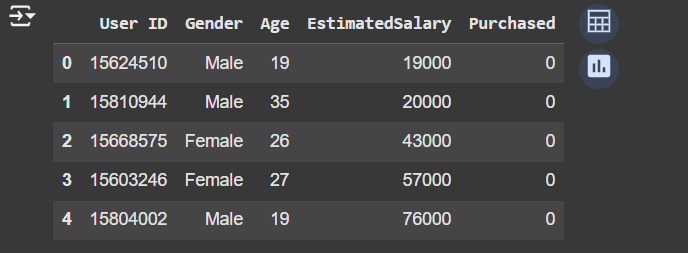 User ID Gender Age EstimatedSalary Purchased
0 15624510 Male 19 19000 0
1 15810944 Male 35 20000 0
2 15668575 Female 26 43000 0
3 15603246 Female 27 57000 0
4 15804002 Male 19 76000 0